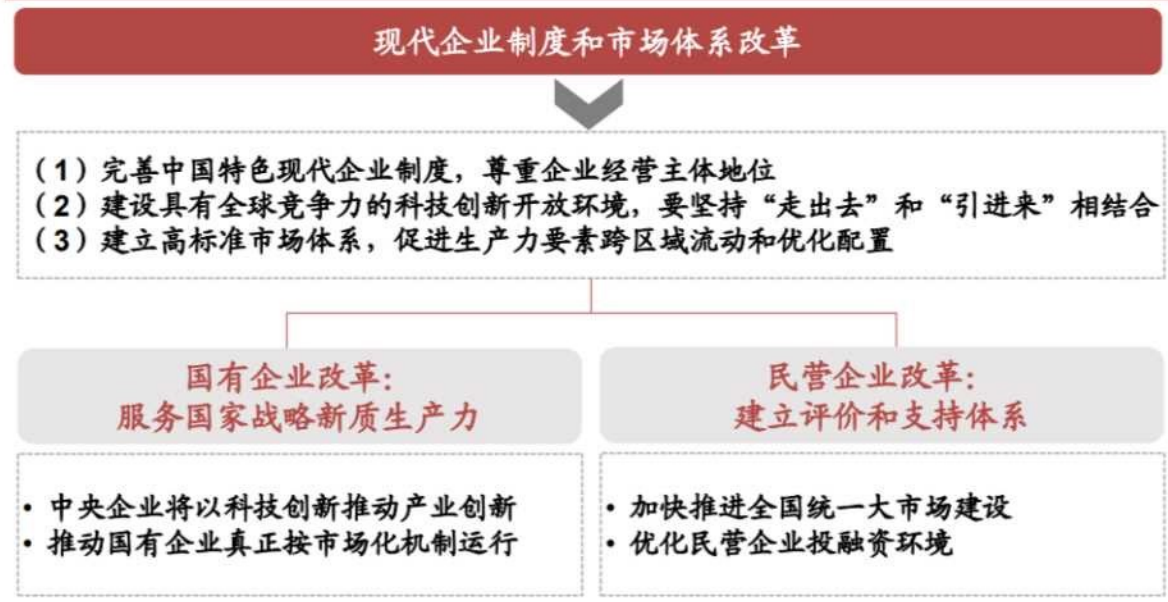 现代企业制度和市场体系改革
（1）完善中国特色现代企业制度，尊重企业经营主体地位
（2）建设具有全球竞争力的科技创新开放环境，要坚持“走出去”和“引进来”相结合
（3）建立高标准市场体系，促进生产力要素跨区域流动和优化配置
国有企业改革：
服务国家战略新质生产力
• 中央企业将以科技创新推动产业创新
• 推动国有企业真正按市场化机制运行
民营企业改革：
建立评价和支持体系
• 加快推进全国统一大市场建设
• 优化民营企业投融资环境